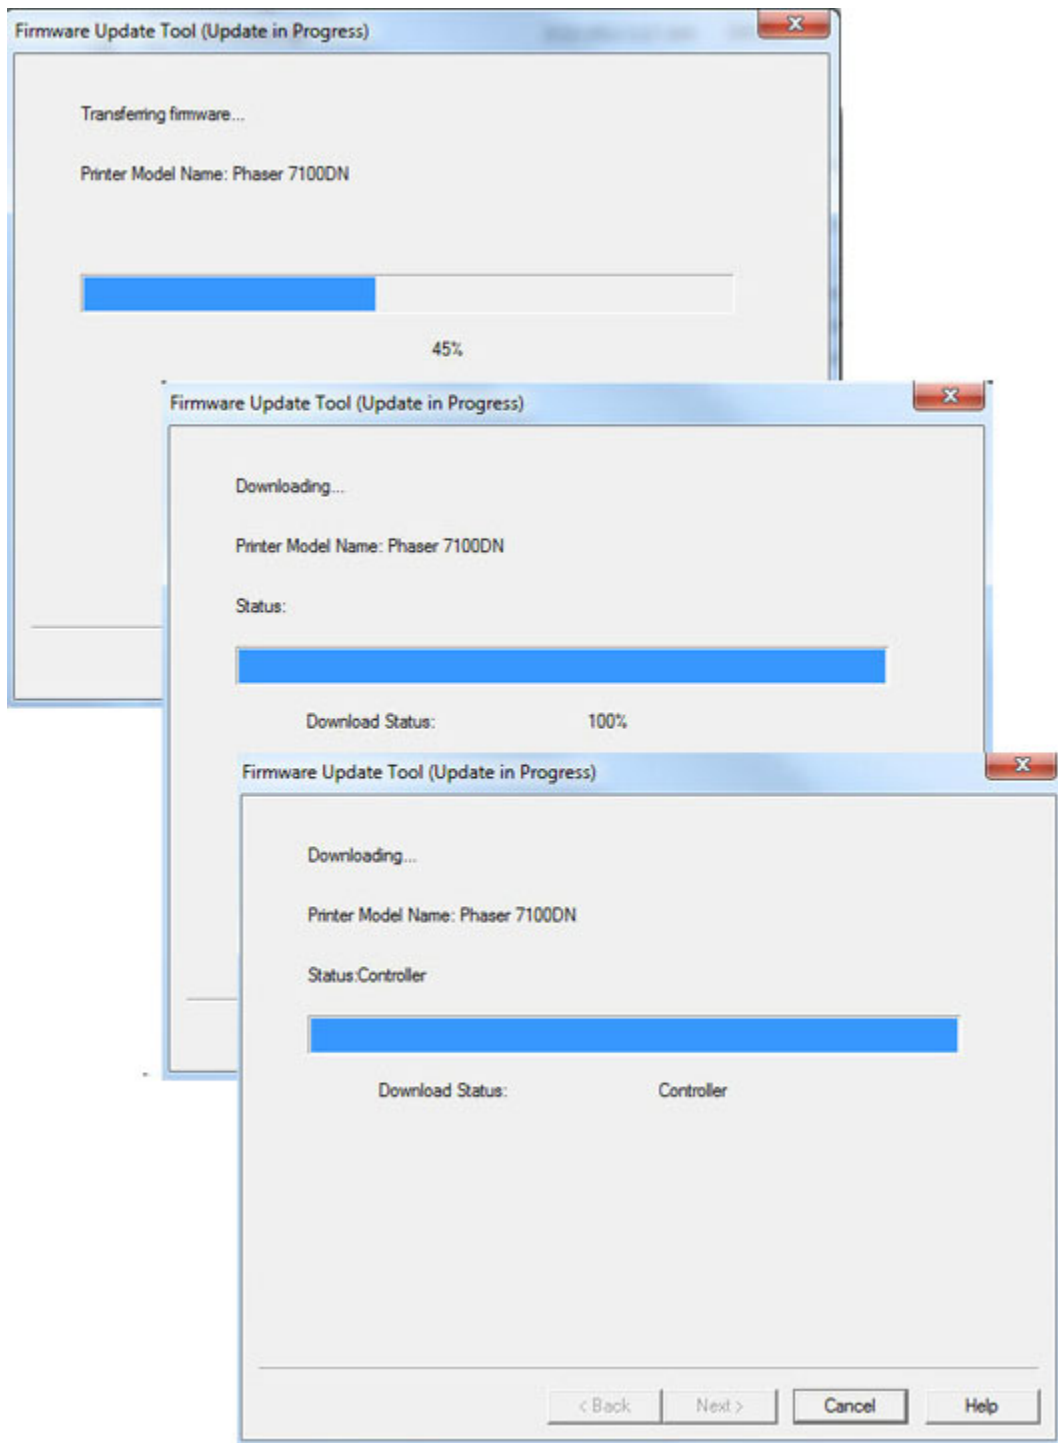 Firmware Update Tool (Update in Progress)
Transferring firmware...
Printer Model Name: Phaser 7100DN
45%
Firmware Update Tool (Update in Progress)
Downloading...
Printer Model Name: Phaser 7100DN
Status:
Download Status: 100%
Firmware Update Tool (Update in Progress)
Downloading...
Printer Model Name: Phaser 7100DN
Status:Controller
Download Status: Controller
< Back Next > Cancel Help